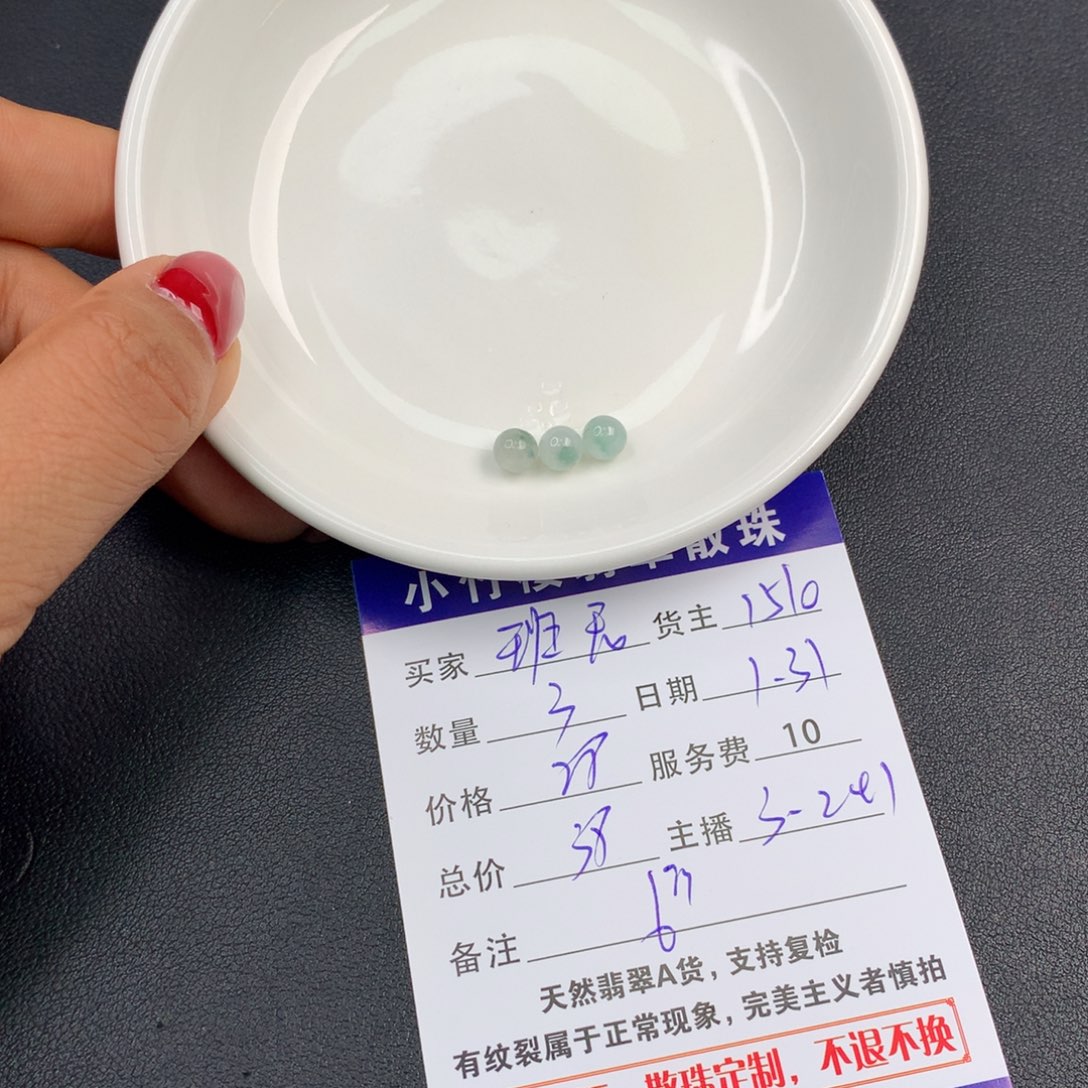 散珠
买家 班 货主 1510
数量 3 日期 1-31
价格 28 服务费 10
总价 38 主播 3-241
备注
天然翡翠A货，支持复检
有纹裂属于正常现象，完美主义者慎拍
散珠定制，不退不换